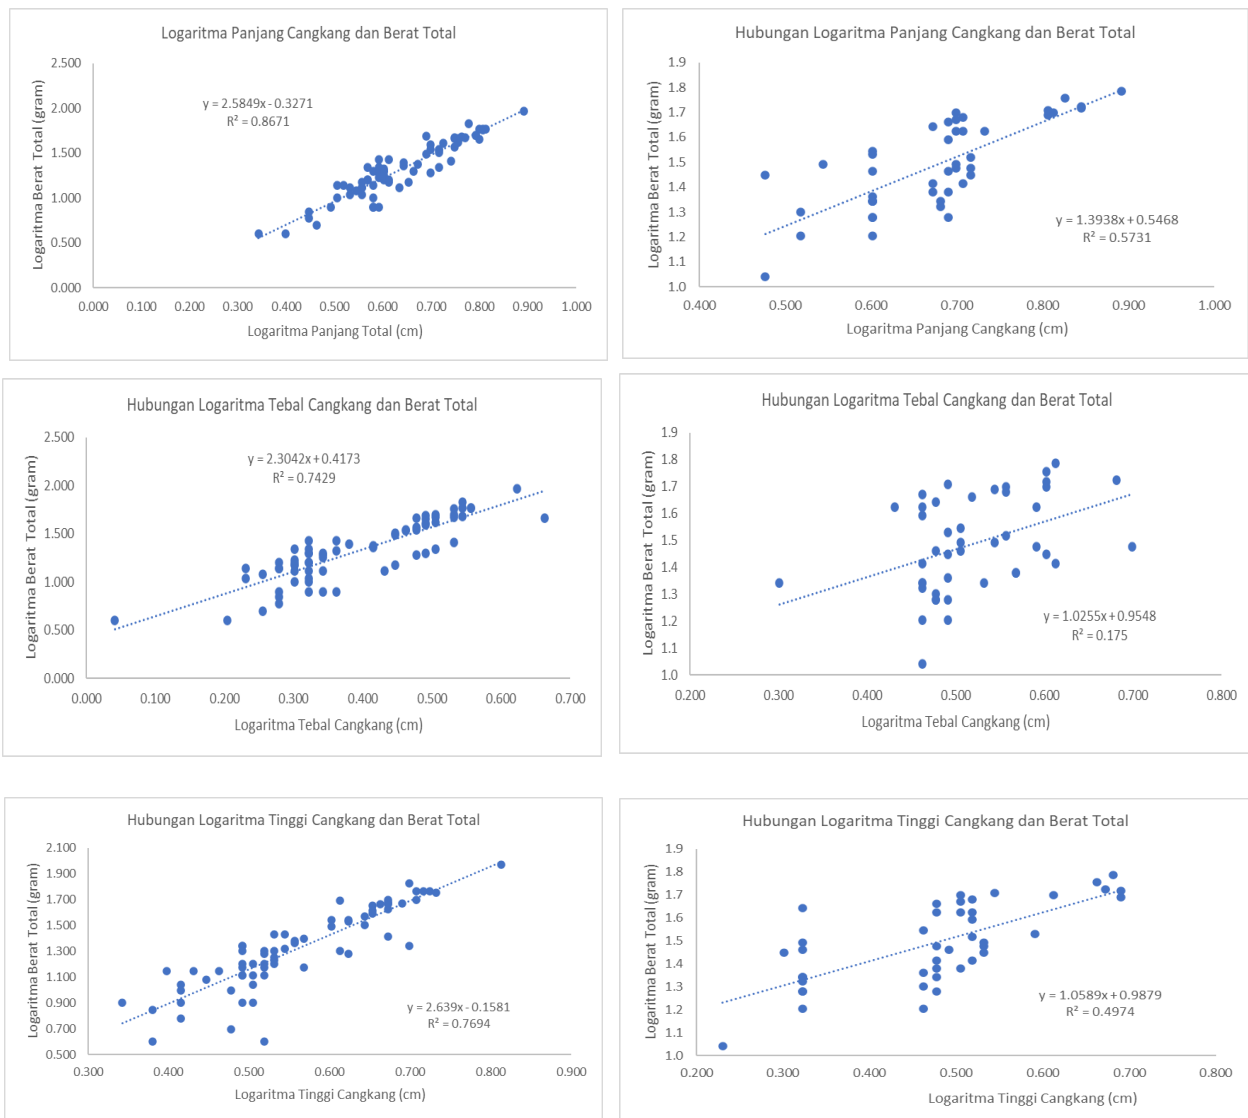 Logaritma Panjang Cangkang dan Berat Total
Logaritma Berat Total (gram)
2.500
2.000
1.500
1.000
0.500
0.000
y = 2.5849x - 0.3271
R² = 0.8671
0.000 0.100 0.200 0.300 0.400 0.500 0.600 0.700 0.800 0.900 1.000
Logaritma Panjang Total (cm)
Hubungan Logaritma Panjang Cangkang dan Berat Total
Logaritma Berat Total (gram)
1.9
1.8
1.7
1.6
1.5
1.4
1.3
1.2
1.1
1.0
y = 1.3938x + 0.5468
R² = 0.5731
0.400 0.500 0.600 0.700 0.800 0.900 1.000
Logaritma Panjang Cangkang (cm)
Hubungan Logaritma Tebal Cangkang dan Berat Total
Logaritma Berat Total (gram)
2.500
2.000
1.500
1.000
0.500
0.000
y = 2.3042x + 0.4173
R² = 0.7429
0.000 0.100 0.200 0.300 0.400 0.500 0.600 0.700
Logaritma Tebal Cangkang (cm)
Hubungan Logaritma Tebal Cangkang dan Berat Total
Logaritma Berat Total (gram)
1.9
1.8
1.7
1.6
1.5
1.4
1.3
1.2
1.1
1.0
y = 1.0255x + 0.9548
R² = 0.175
0.200 0.300 0.400 0.500 0.600 0.700 0.800
Logaritma Tebal Cangkang (cm)
Hubungan Logaritma Tinggi Cangkang dan Berat Total
Logaritma Berat Total (gram)
2.100
1.900
1.700
1.500
1.300
1.100
0.900
0.700
0.500
y = 2.639x - 0.1581
R² = 0.7694
0.300 0.400 0.500 0.600 0.700 0.800 0.900
Logaritma Tinggi Cangkang (cm)
Hubungan Logaritma Tinggi Cangkang dan Berat Total
Logaritma Berat Total (gram)
1.9
1.8
1.7
1.6
1.5
1.4
1.3
1.2
1.1
1.0
y = 1.0589x + 0.9879
R² = 0.4974
0.200 0.300 0.400 0.500 0.600 0.700 0.800
Logaritma Tinggi Cangkang (cm)